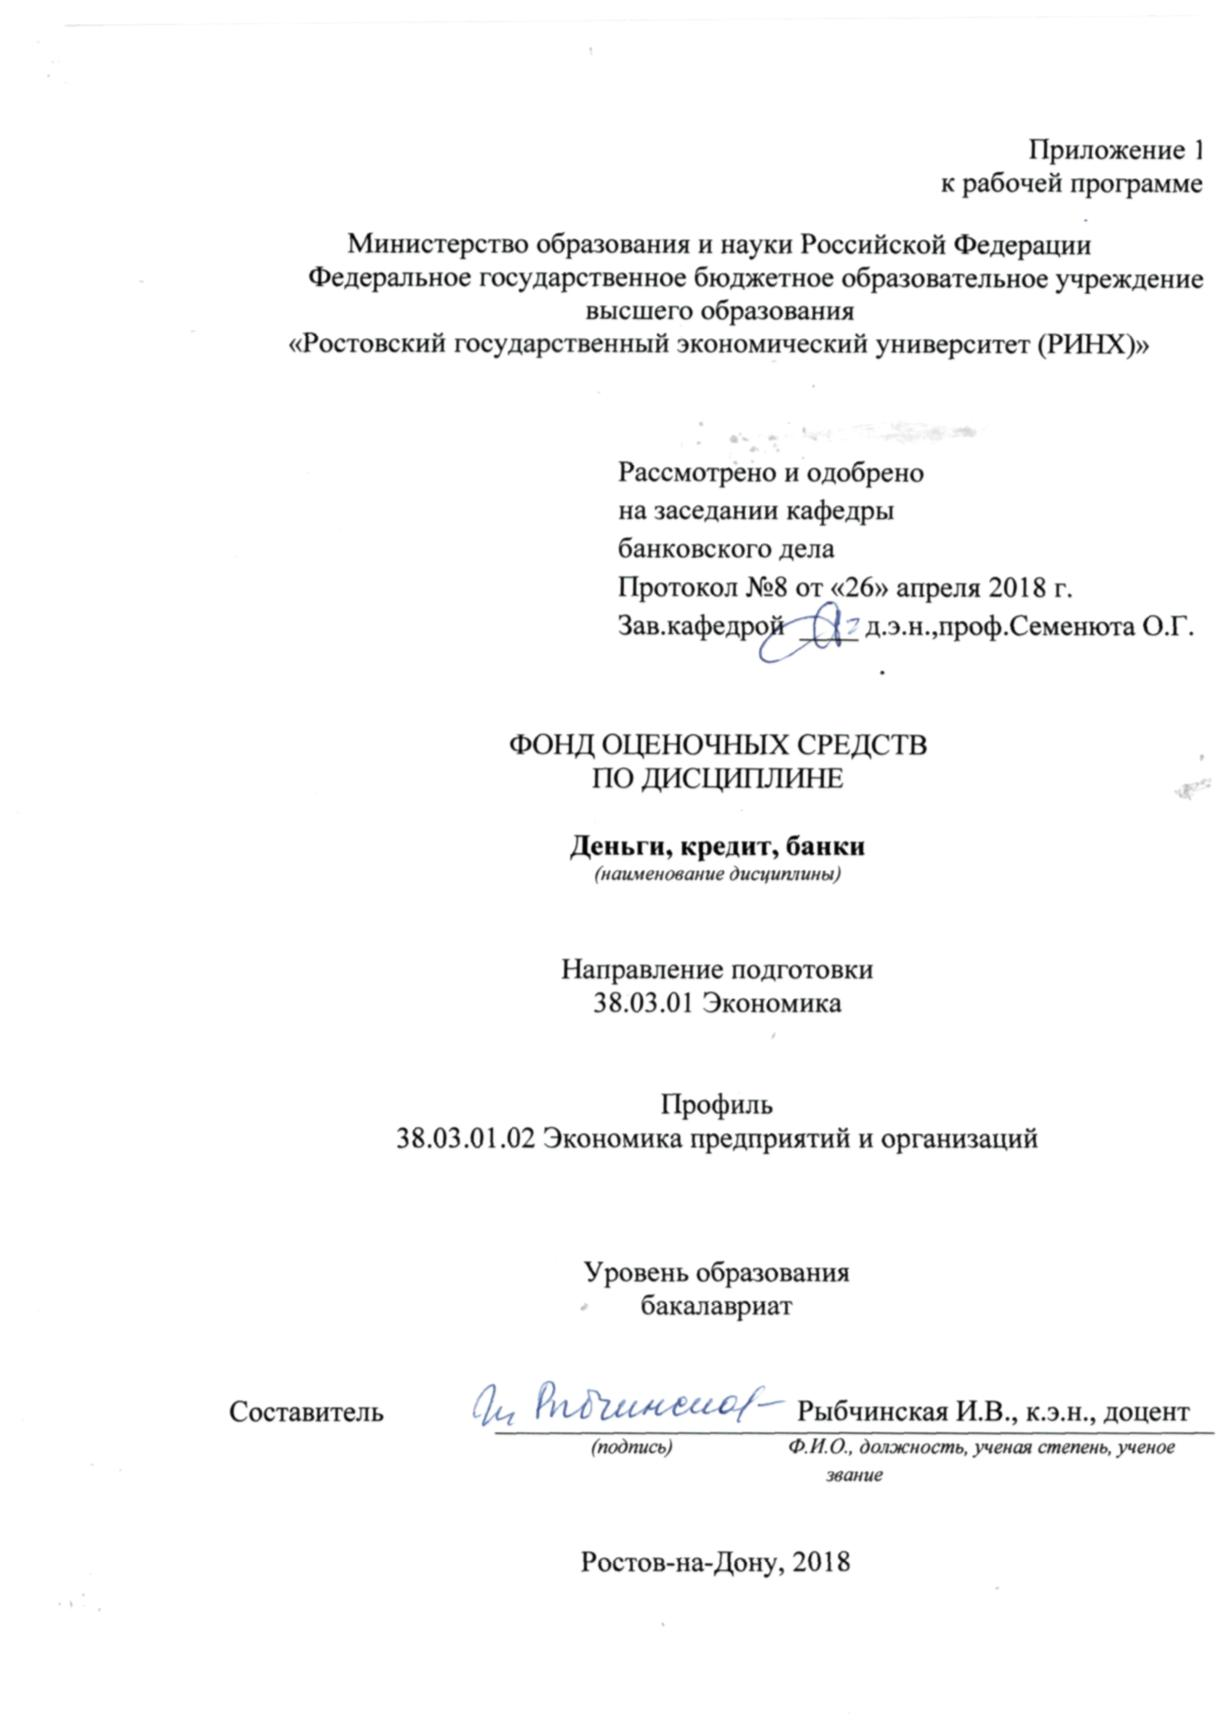 Приложение 1
к рабочей программе
Министерство образования и науки Российской Федерации
Федеральное государственное бюджетное образовательное учреждение
высшего образования
«Ростовский государственный экономический университет (РИНХ)»
Рассмотрено и одобрено
на заседании кафедры
банковского дела
Протокол №8 от «26» апреля 2018 г.
Зав.кафедрой _____ д.э.н.,проф.Семенюта О.Г.
ФОНД ОЦЕНОЧНЫХ СРЕДСТВ
ПО ДИСЦИПЛИНЕ
Деньги, кредит, банки
(наименование дисциплины)
Направление подготовки
38.03.01 Экономика
Профиль
38.03.01.02 Экономика предприятий и организаций
Уровень образования
бакалавриат
Составитель Рыбчинская И.В., к.э.н., доцент
(подпись) Ф.И.О., должность, ученая степень, ученое
звание
Ростов-на-Дону, 2018